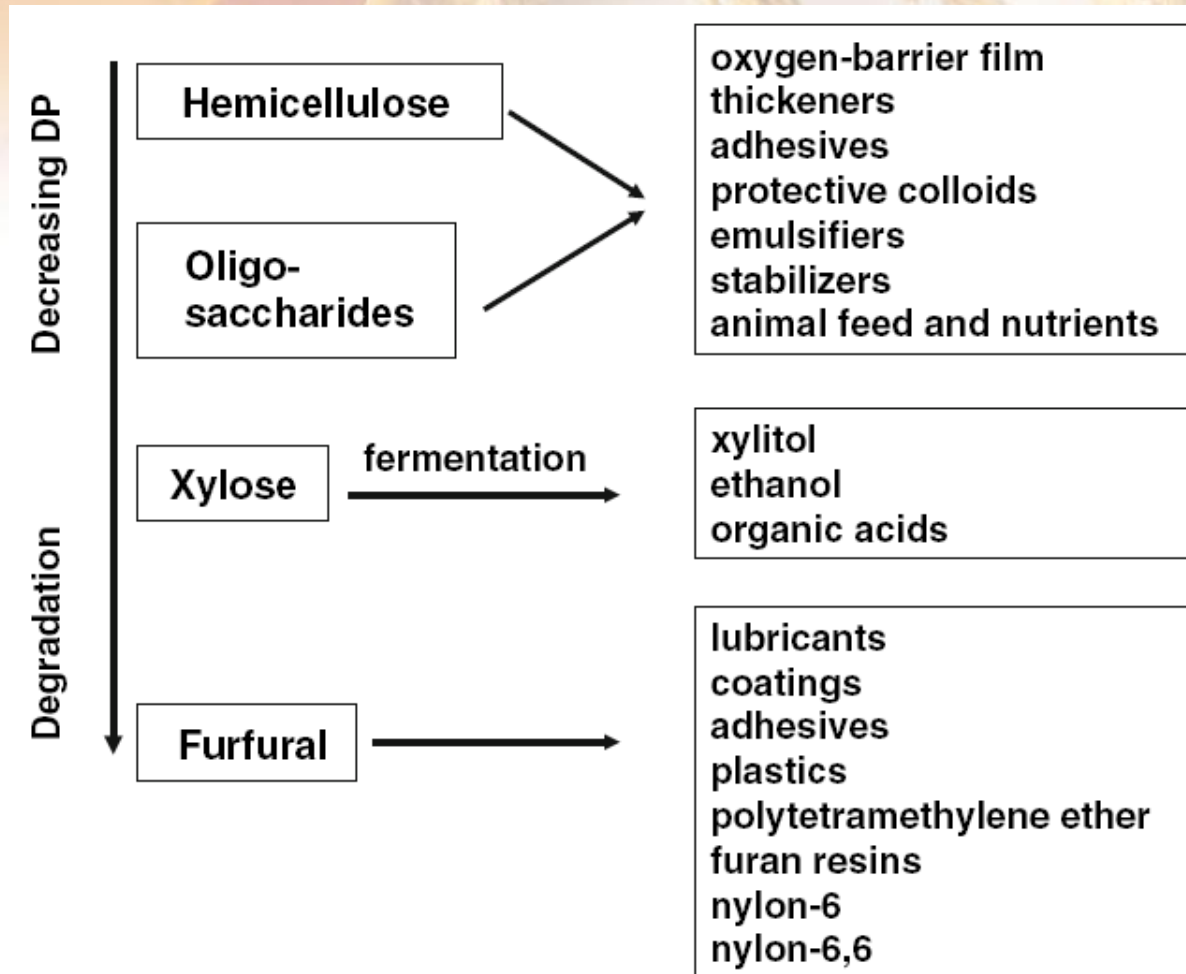 Decreasing DP
Degradation
Hemicellulose
Oligo-
saccharides
oxygen-barrier film
thickeners
adhesives
protective colloids
emulsifiers
stabilizers
animal feed and nutrients
Xylose
fermentation
xylitol
ethanol
organic acids
Furfural
lubricants
coatings
adhesives
plastics
polytetramethylene ether
furan resins
nylon-6
nylon-6,6